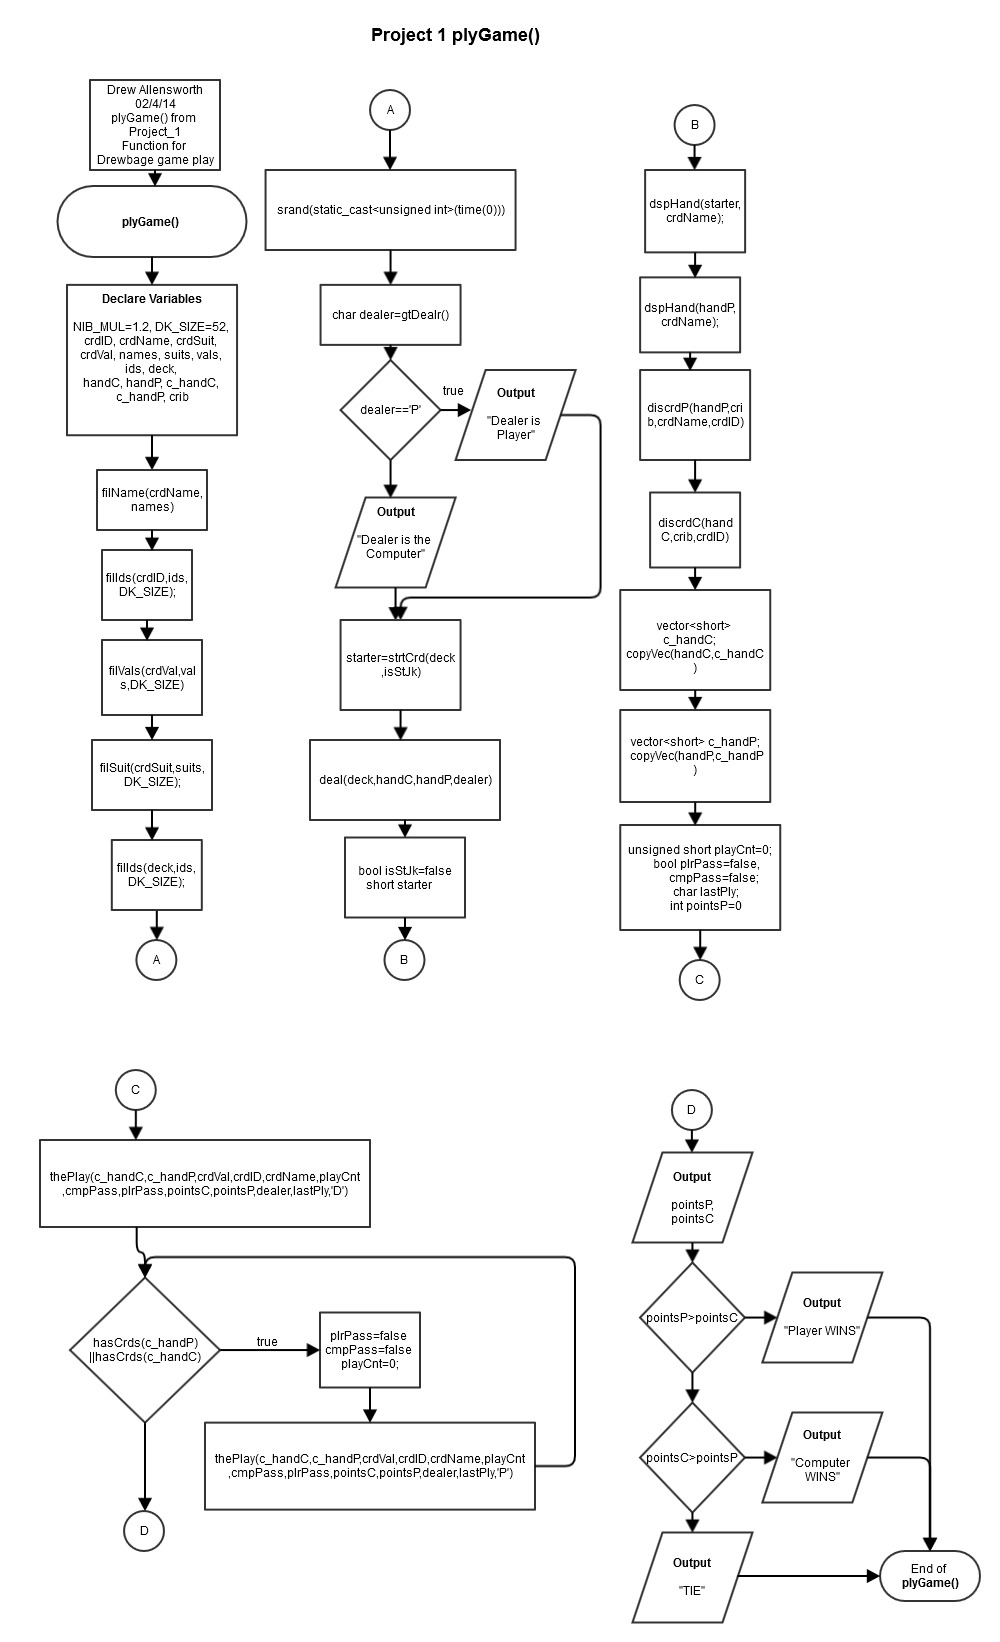 Project 1 plyGame()
Drew Allensworth
02/4/14
plyGame() from
Project_1
Function for
Drewbage game play
plyGame()
Declare Variables
NIB_MUL=1.2, DK_SIZE=52,
crdID, crdName, crdSuit,
crdVal, names, suits, vals,
ids, deck,
handC, handP, c_handC,
c_handP, crib
filName(crdName,
names)
fillds(crdID,ids,
DK_SIZE);
filVals(crdVal,val
s,DK_SIZE)
filSuit(crdSuit,suits,
DK_SIZE);
fillds(deck,ids,
DK_SIZE);
A
A
srand(static_cast<unsigned int>(time(0)))
char dealer=gtDealr()
dealer=='P'
true
Output
"Dealer is
Player"
Output
"Dealer is the
Computer"
starter=strtCrd(deck
,isStJk)
deal(deck,handC,handP,dealer)
bool isStJk=false
short starter
B
B
dspHand(starter,
crdName);
dspHand(handP,
crdName);
discrdP(handP,cri
b,crdName,crdID)
discrdC(hand
C,crib,crdID)
vector<short>
c_handC;
copyVec(handC,c_handC
)
vector<short> c_handP;
copyVec(handP,c_handP
)
unsigned short playCnt=0;
bool plrPass=false,
cmpPass=false;
char lastPly;
int pointsP=0
C
C
thePlay(c_handC,c_handP,crdVal,crdID,crdName,playCnt
,cmpPass,plrPass,pointsC,pointsP,dealer,lastPly,'D')
hasCrds(c_handP)
||hasCrds(c_handC)
true
plrPass=false
cmpPass=false
playCnt=0;
thePlay(c_handC,c_handP,crdVal,crdID,crdName,playCnt
,cmpPass,plrPass,pointsC,pointsP,dealer,lastPly,'P')
D
D
Output
pointsP,
pointsC
pointsP>pointsC
Output
"Player WINS"
pointsC>pointsP
Output
"Computer
WINS"
Output
"TIE"
End of
plyGame()